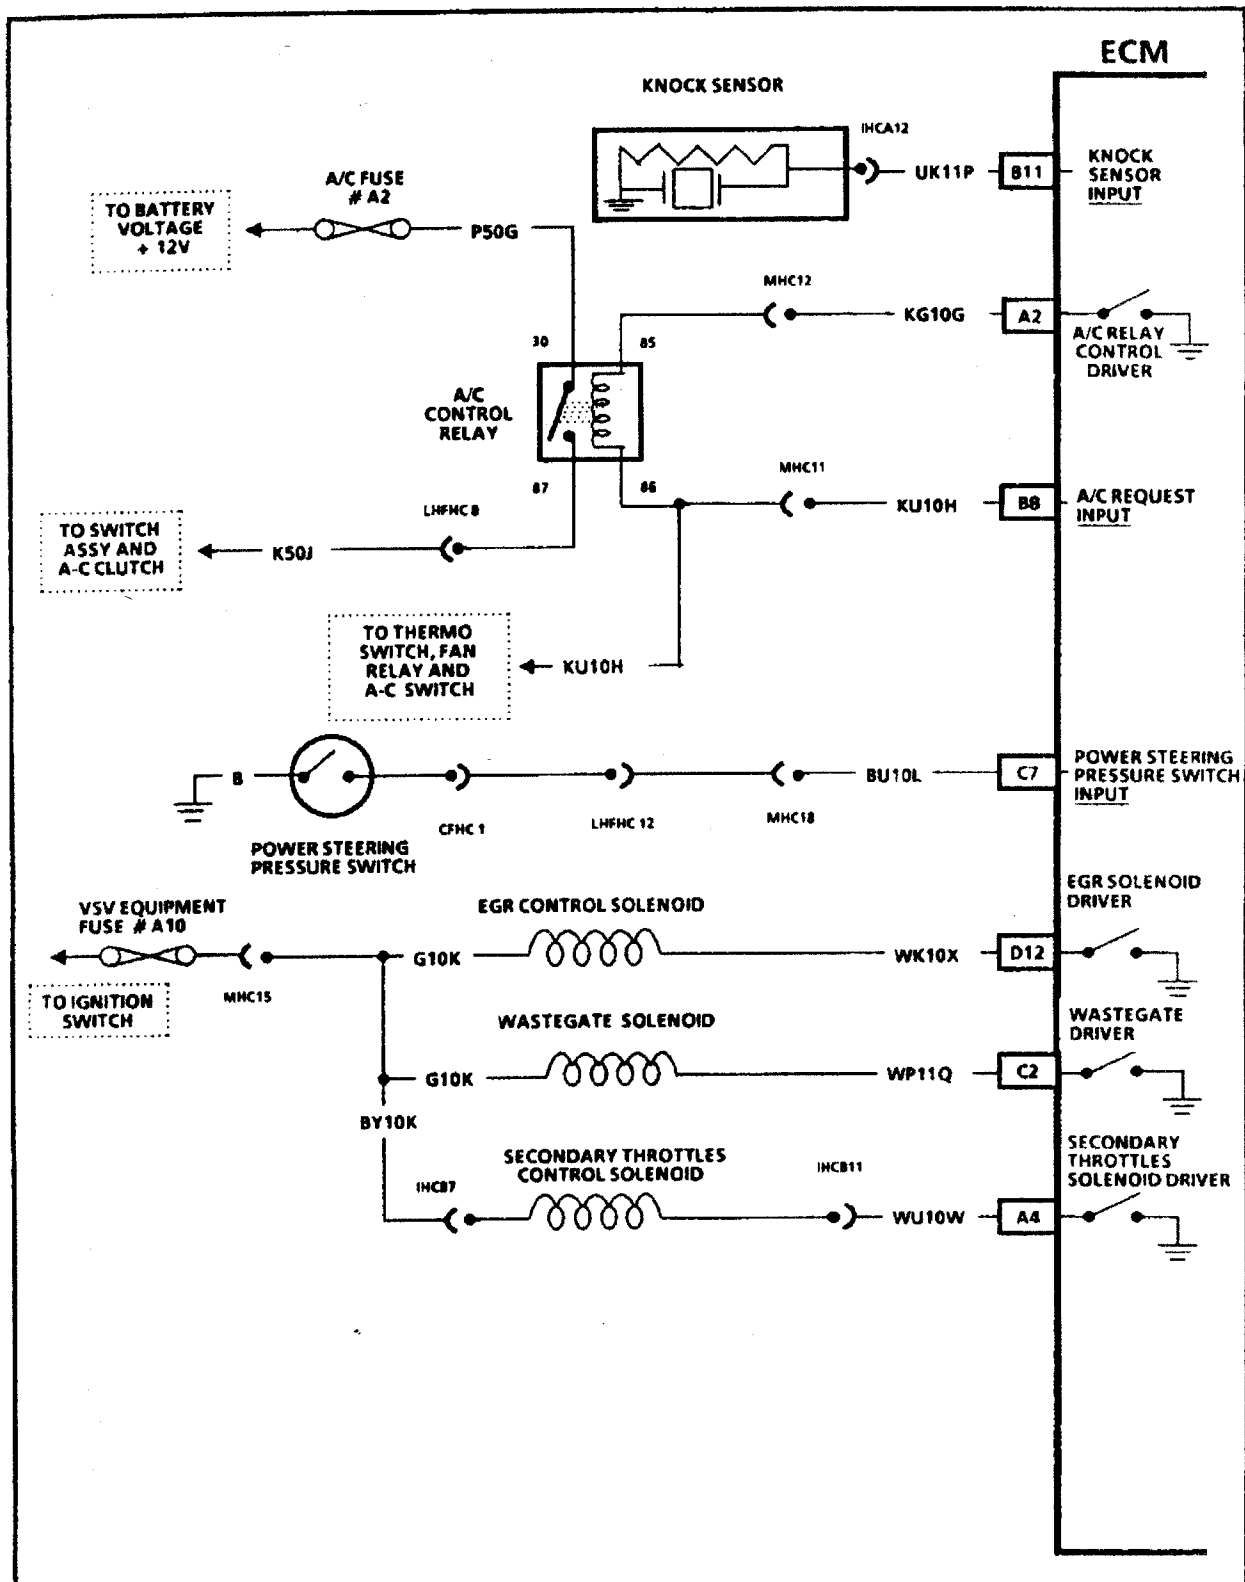 ECM
KNOCK SENSOR
IHCA12
UK11P
B11
KNOCK
SENSOR
INPUT
A/C FUSE
# A2
TO BATTERY
VOLTAGE
+ 12V
P50G
MHC12
KG10G
A2
A/C RELAY
CONTROL
DRIVER
30
85
A/C
CONTROL
RELAY
87
86
MHC11
KU10H
B8
A/C REQUEST
INPUT
LHFHC 8
TO SWITCH
ASSY AND
A-C CLUTCH
K50J
TO THERMO
SWITCH, FAN
RELAY AND
A-C SWITCH
KU10H
B
POWER STEERING
PRESSURE SWITCH
CFHC 1
LHFHC 12
MHC18
BU10L
C7
POWER STEERING
PRESSURE SWITCH
INPUT
VSV EQUIPMENT
FUSE # A10
TO IGNITION
SWITCH
MHC15
EGR CONTROL SOLENOID
G10K
WK10X
D12
EGR SOLENOID
DRIVER
WASTEGATE SOLENOID
G10K
WP11Q
C2
WASTEGATE
DRIVER
BY10K
SECONDARY THROTTLES
CONTROL SOLENOID
IHCB7
IHCB11
WU10W
A4
SECONDARY
THROTTLES
SOLENOID DRIVER